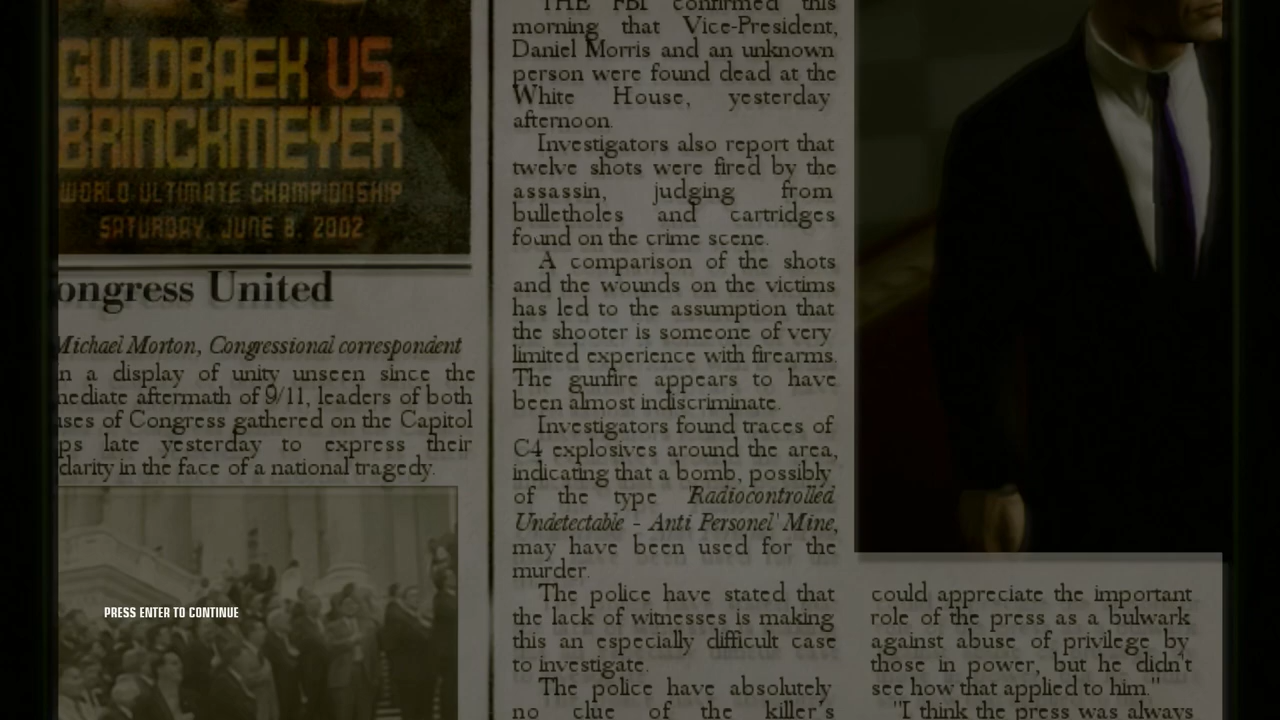 GULDBAEK VS.
BRINCKMEYER
WORLD ULTIMATE CHAMPIONSHIP
SATURDAY, JUNE 8, 2002
ongress United
Michael Morton, Congressional correspondent
n a display of unity unseen since the
nediate aftermath of 9/11, leaders of both
uses of Congress gathered on the Capitol
ps late yesterday to express their
darity in the face of a national tragedy.
PRESS ENTER TO CONTINUE
THE FBI confirmed this
morning that Vice-President,
Daniel Morris and an unknown
person were found dead at the
White House, yesterday
afternoon.
Investigators also report that
twelve shots were fired by the
assassin, judging from
bulletholes and cartridges
found on the crime scene.
A comparison of the shots
and the wounds on the victims
has led to the assumption that
the shooter is someone of very
limited experience with firearms.
The gunfire appears to have
been almost indiscriminate.
Investigators found traces of
C4 explosives around the area,
indicating that a bomb, possibly
of the type Radiocontrolled
Undetectable - Anti Personel' Mine,
may have been used for the
murder.
The police have stated that
the lack of witnesses is making
this an especially difficult case
to investigate.
The police have absolutely
no clue of the killer's
could appreciate the important
role of the press as a bulwark
against abuse of privilege by
those in power, but he didn't
see how that applied to him."
"I think the press was always